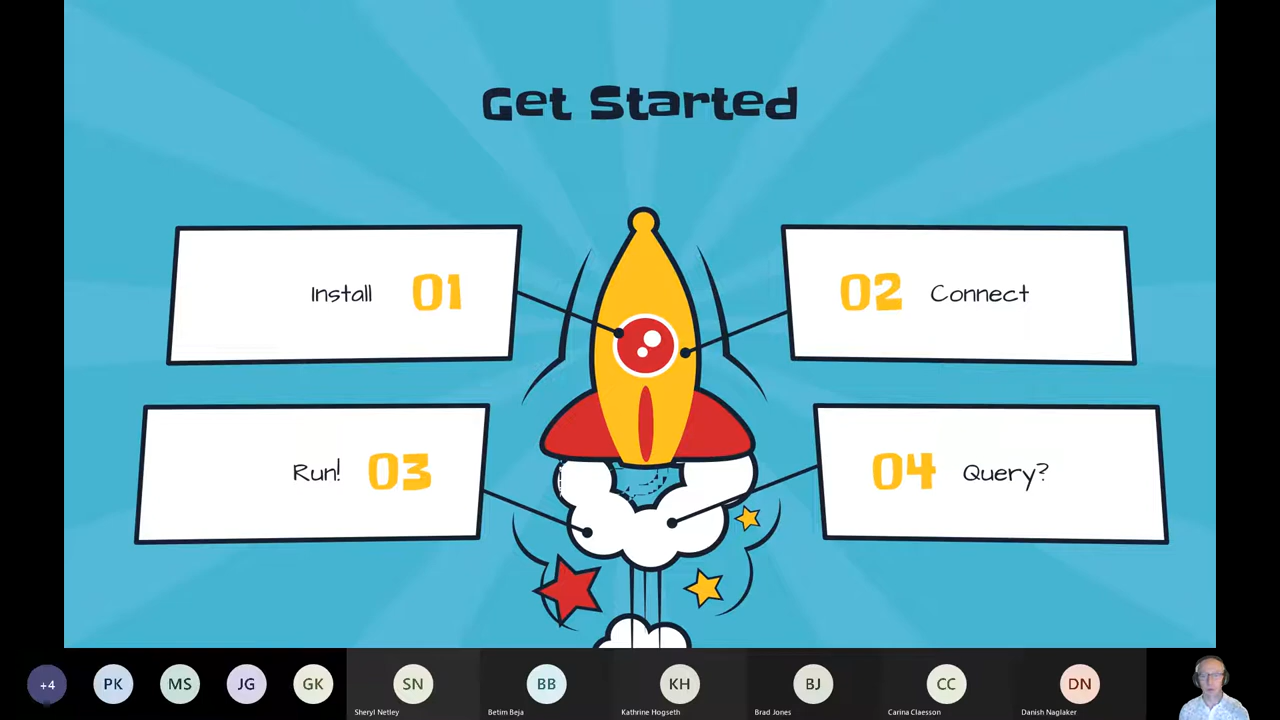 Get Started
Install 01
02 Connect
Run! 03
04 Query?
+4
PK
MS
JG
GK
SN
BB
KH
BJ
CC
DN
Sheryl Netley
Betim Beja
Kathrine Hogseth
Brad Jones
Carina Claesson
Danish Naglaker